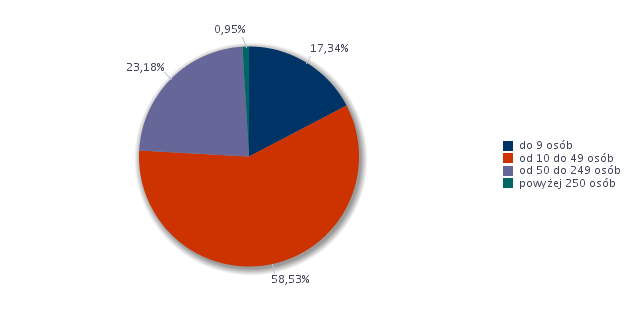 0,95%
17,34%
23,18%
58,53%
do 9 osób
od 10 do 49 osób
od 50 do 249 osób
powyżej 250 osób